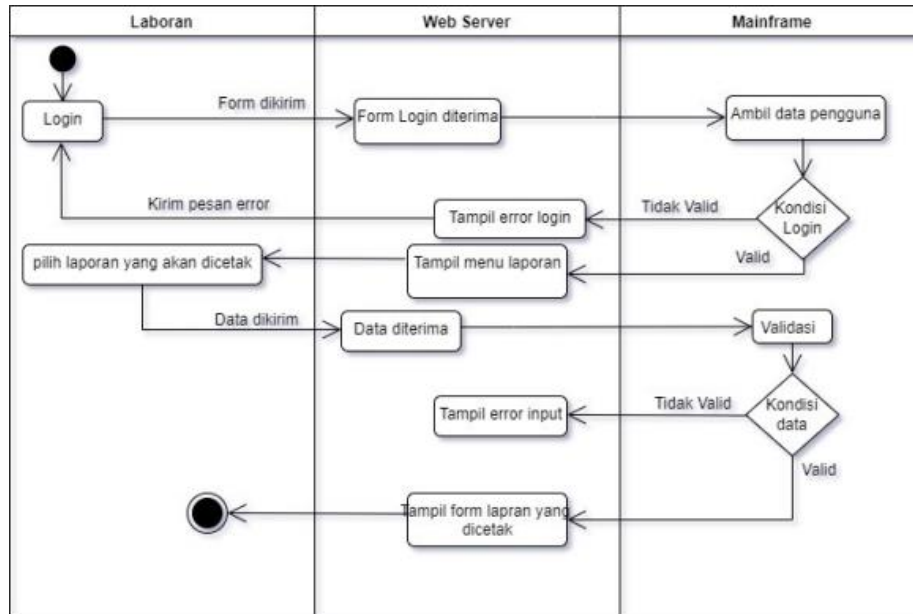 Laboran
Web Server
Mainframe
Form dikirim
Login
Form Login diterima
Ambil data pengguna
Kirim pesan error
Tampil error login
Tidak Valid
Kondisi
Login
pilih laporan yang akan dicetak
Tampil menu laporan
Valid
Data dikirim
Data diterima
Validasi
Tampil error input
Tidak Valid
Kondisi
data
Valid
Tampil form lapran yang
dicetak